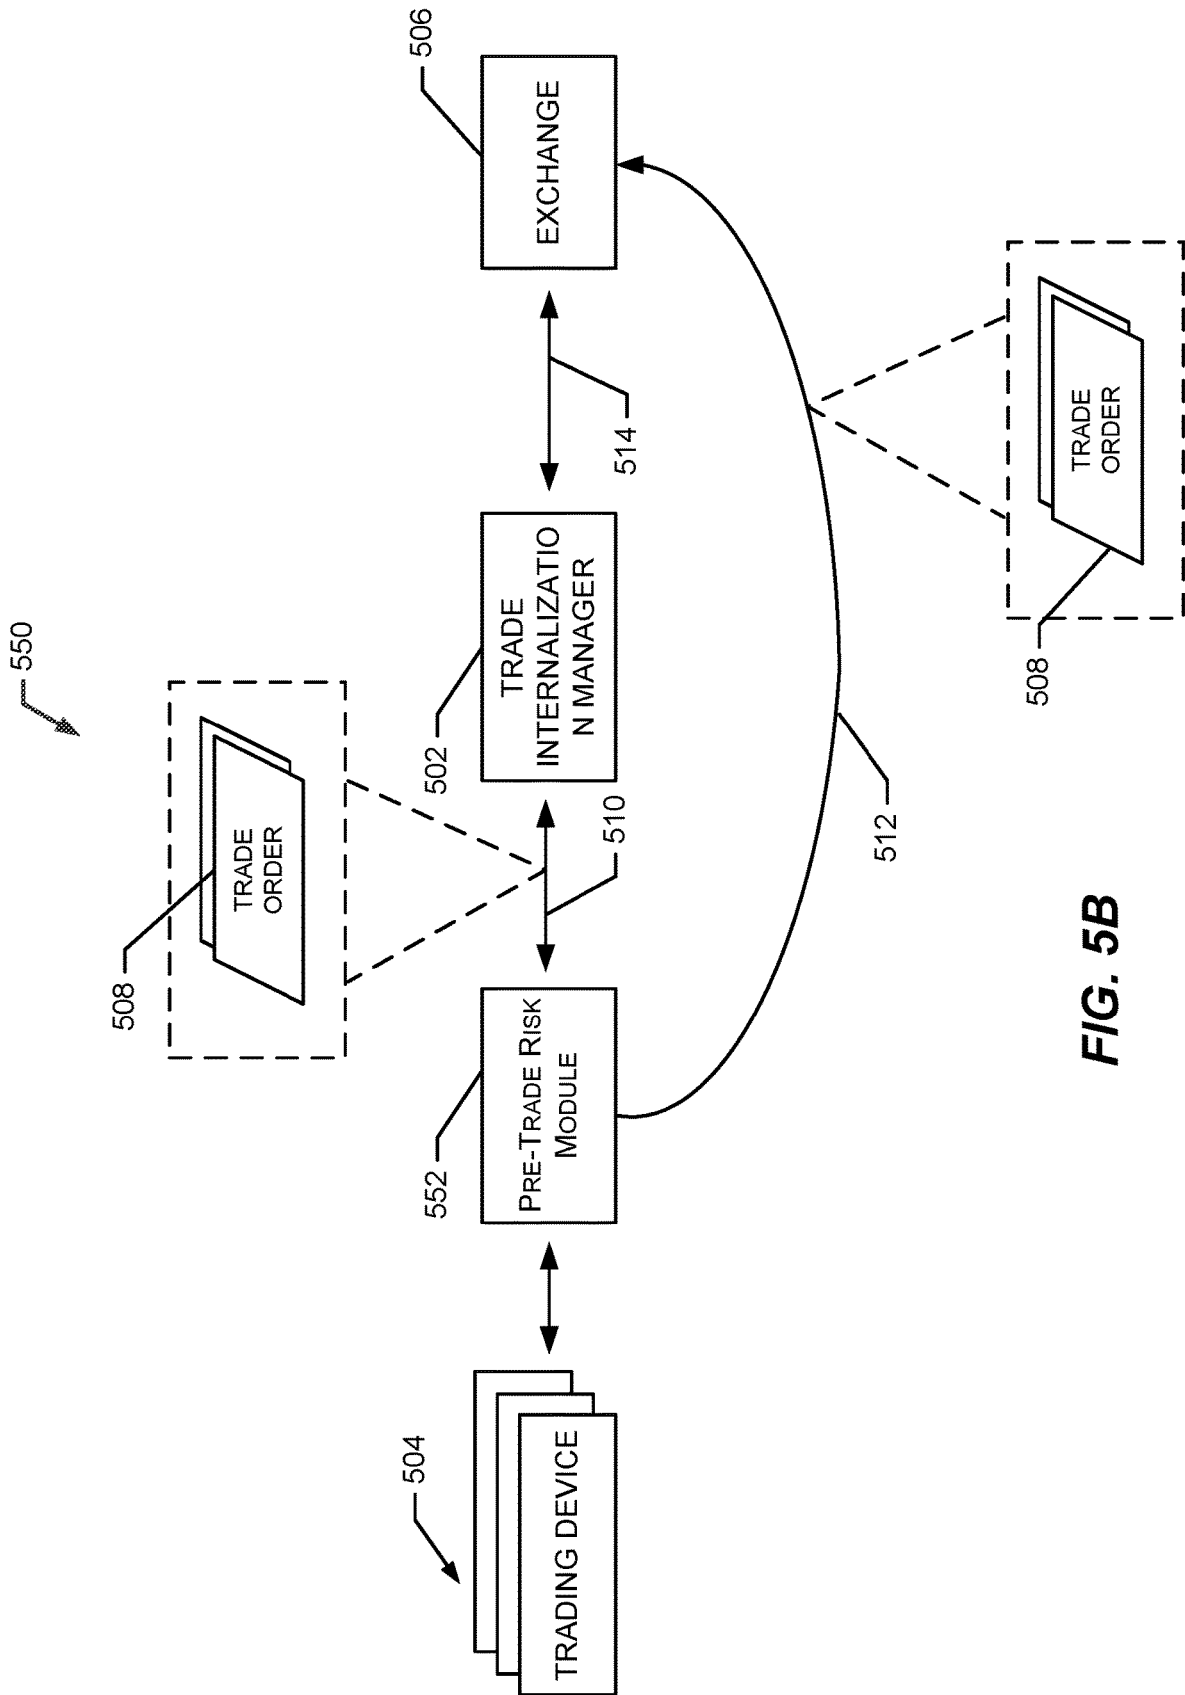 550
508
TRADE
ORDER
504
TRADING DEVICE
552
PRE-TRADE RISK
MODULE
510
502
TRADE
INTERNALIZATIO
N MANAGER
514
506
EXCHANGE
512
508
TRADE
ORDER
FIG. 5B